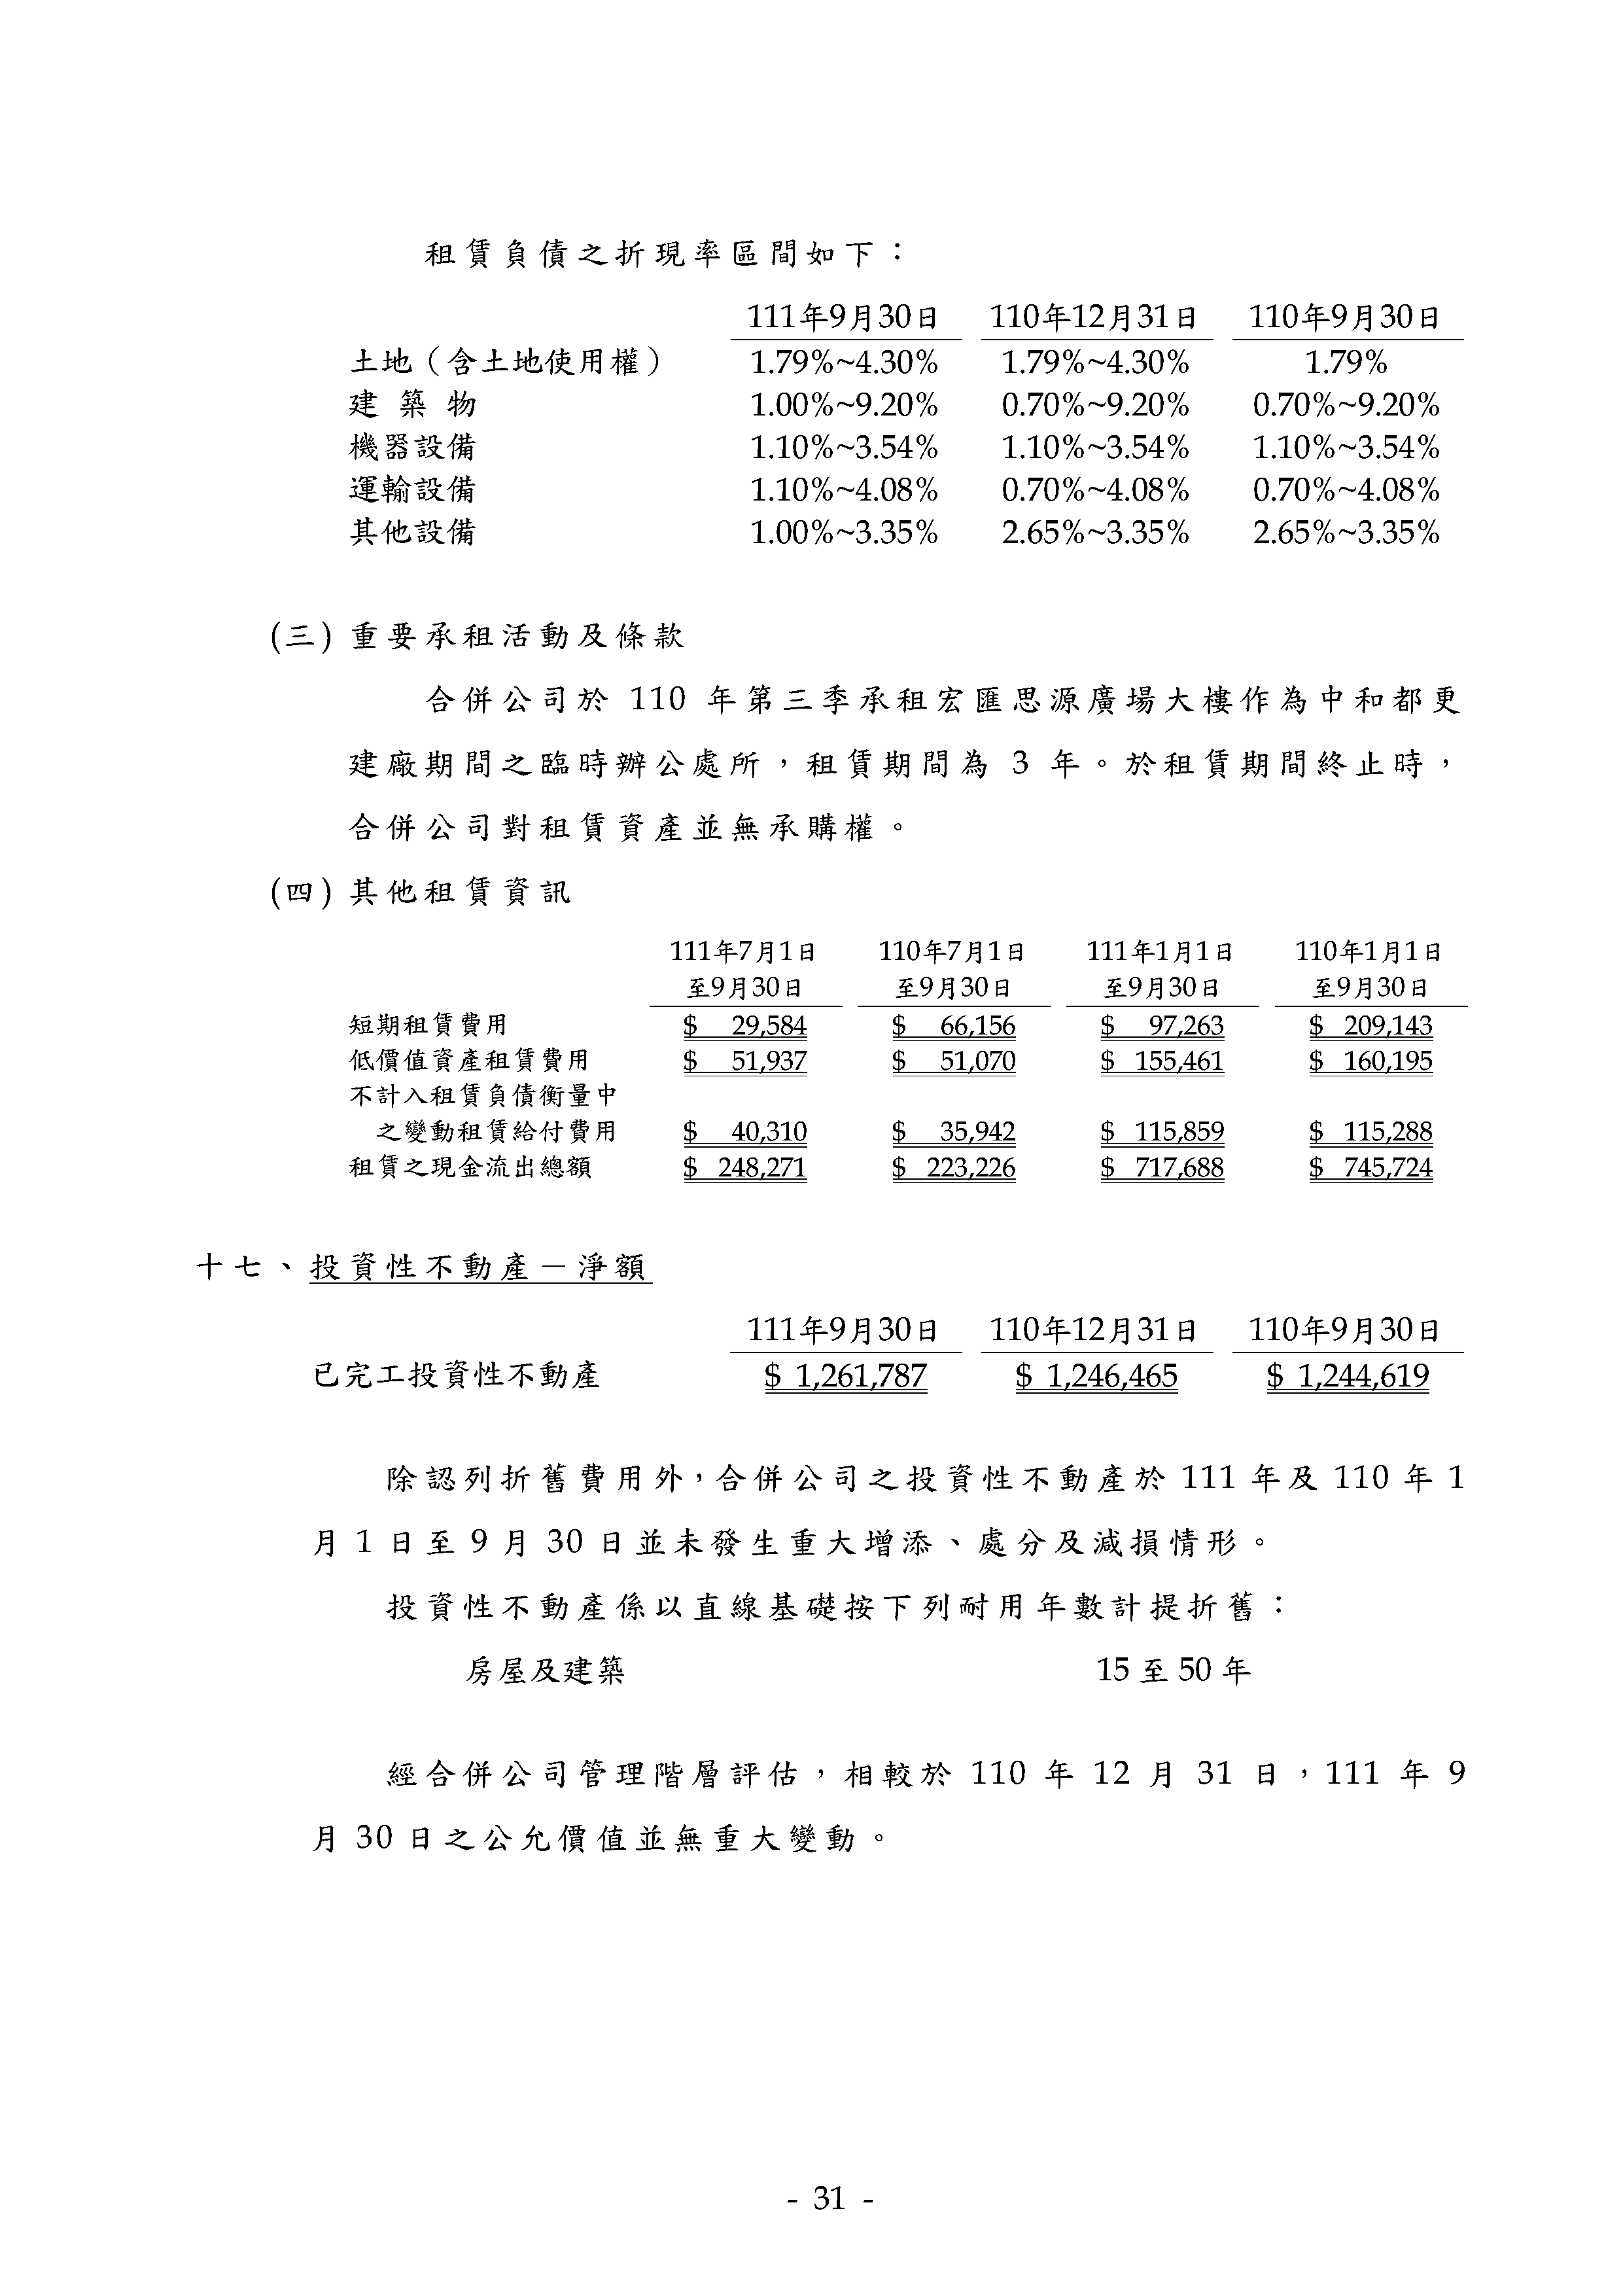 租賃負債之折現率區間如下：
111年9月30日 110年12月31日 110年9月30日
土地（含土地使用權） 1.79%~4.30% 1.79%~4.30% 1.79%
建築物 1.00%~9.20% 0.70%~9.20% 0.70%~9.20%
機器設備 1.10%~3.54% 1.10%~3.54% 1.10%~3.54%
運輸設備 1.10%~4.08% 0.70%~4.08% 0.70%~4.08%
其他設備 1.00%~3.35% 2.65%~3.35% 2.65%~3.35%
(三) 重要承租活動及條款
合併公司於 110 年第三季承租宏匯思源廣場大樓作為中和都更
建廠期間之臨時辦公處所，租賃期間為 3 年。於租賃期間終止時，
合併公司對租賃資產並無承購權。
(四) 其他租賃資訊
111年7月1日 110年7月1日 111年1月1日 110年1月1日
至9月30日 至9月30日 至9月30日 至9月30日
短期租賃費用 $ 29,584 $ 66,156 $ 97,263 $ 209,143
低價值資產租賃費用 $ 51,937 $ 51,070 $ 155,461 $ 160,195
不計入租賃負債衡量中
之變動租賃給付費用 $ 40,310 $ 35,942 $ 115,859 $ 115,288
租賃之現金流出總額 $ 248,271 $ 223,226 $ 717,688 $ 745,724
十七、投資性不動產－淨額
111年9月30日 110年12月31日 110年9月30日
已完工投資性不動產 $ 1,261,787 $ 1,246,465 $ 1,244,619
除認列折舊費用外，合併公司之投資性不動產於 111 年及 110 年 1
月 1 日至 9 月 30 日並未發生重大增添、處分及減損情形。
投資性不動產係以直線基礎按下列耐用年數計提折舊：
房屋及建築 15 至 50 年
經合併公司管理階層評估，相較於 110 年 12 月 31 日，111 年 9
月 30 日之公允價值並無重大變動。
- 31 -